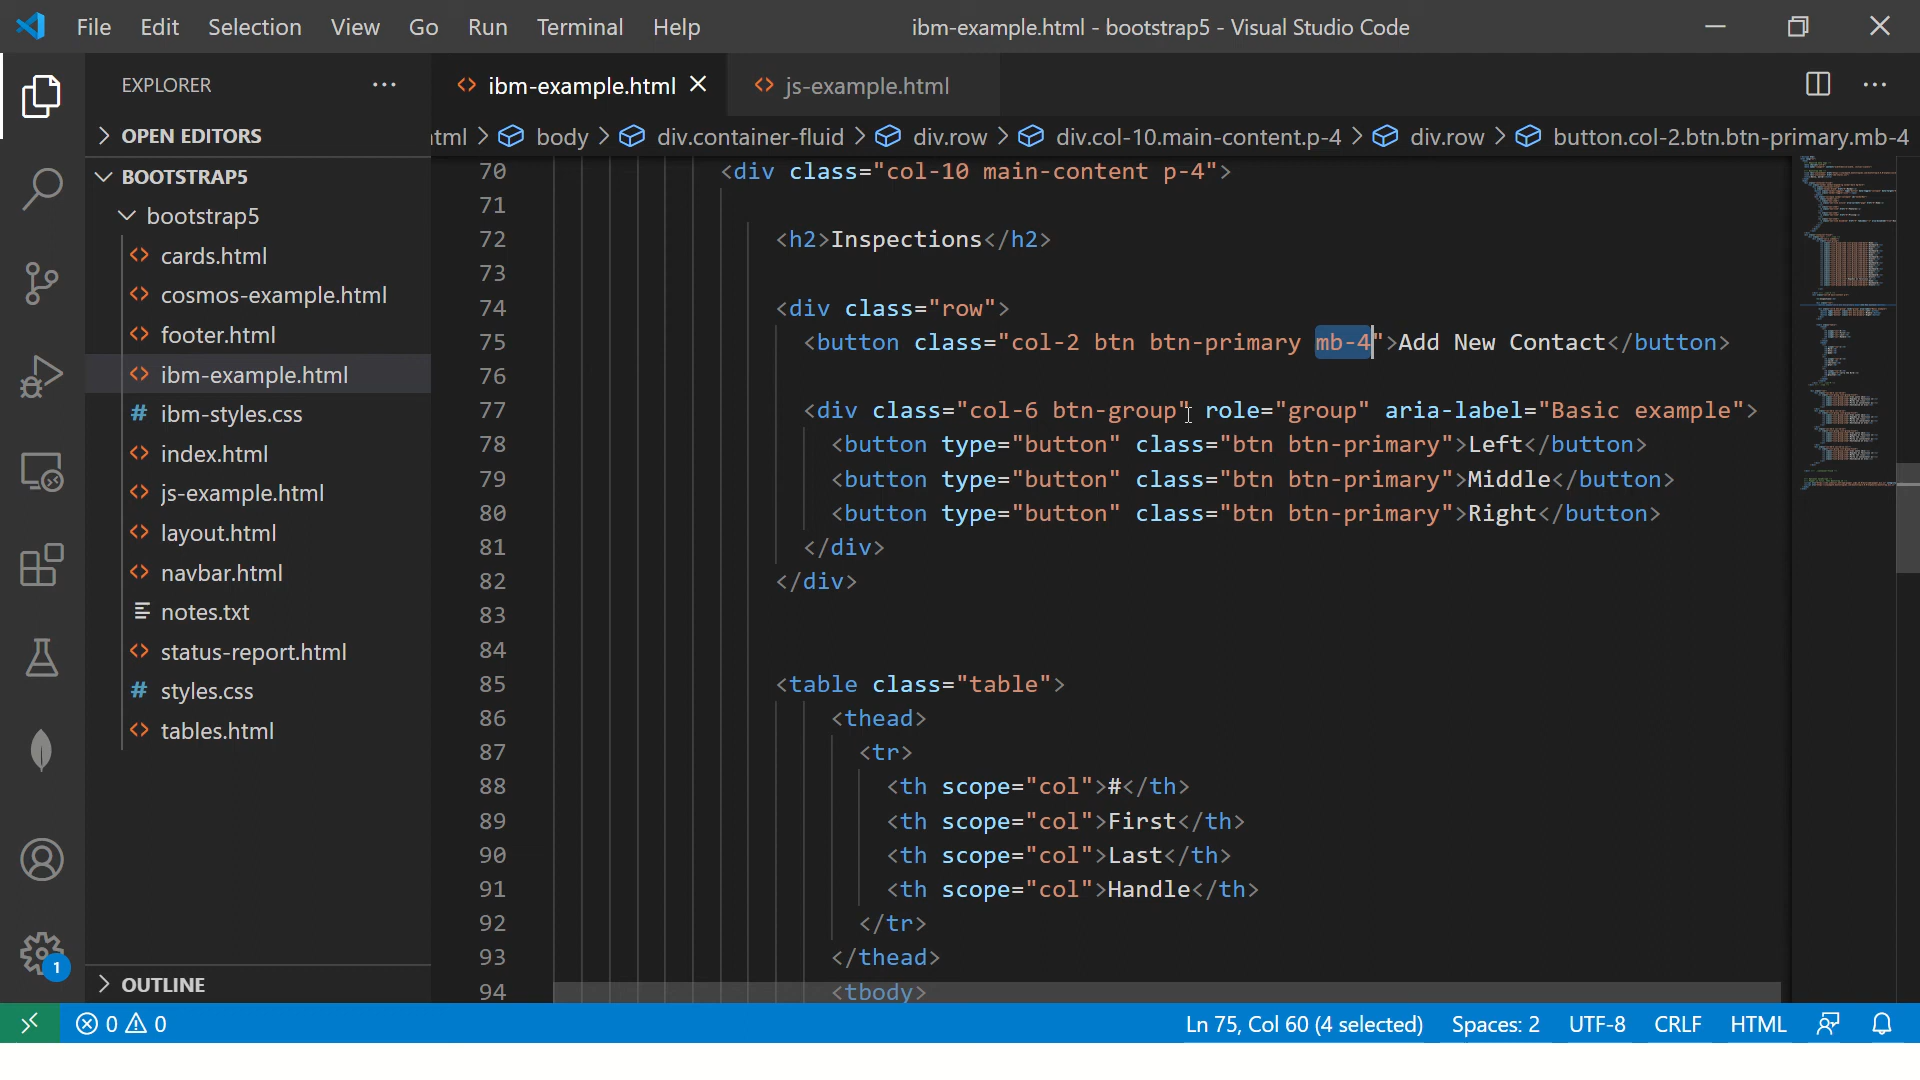 File Edit Selection View Go Run Terminal Help ibm-example.html - bootstrap5 - Visual Studio Code
EXPLORER
ibm-example.html
js-example.html
OPEN EDITORS
html > body > div.container-fluid > div.row > div.col-10.main-content.p-4 > div.row > button.col-2.btn.btn-primary.mb-4
BOOTSTRAP5
bootstrap5
cards.html
cosmos-example.html
footer.html
ibm-example.html
# ibm-styles.css
index.html
js-example.html
layout.html
navbar.html
notes.txt
status-report.html
# styles.css
tables.html
OUTLINE
70 <div class="col-10 main-content p-4">
71
72 <h2>Inspections</h2>
73
74 <div class="row">
75 <button class="col-2 btn btn-primary mb-4">Add New Contact</button>
76
77 <div class="col-6 btn-group" role="group" aria-label="Basic example">
78 <button type="button" class="btn btn-primary">Left</button>
79 <button type="button" class="btn btn-primary">Middle</button>
80 <button type="button" class="btn btn-primary">Right</button>
81 </div>
82 </div>
83
84
85 <table class="table">
86 <thead>
87 <tr>
88 <th scope="col">#</th>
89 <th scope="col">First</th>
90 <th scope="col">Last</th>
91 <th scope="col">Handle</th>
92 </tr>
93 </thead>
94 <tbody>
1
0 0 Ln 75, Col 60 (4 selected) Spaces: 2 UTF-8 CRLF HTML